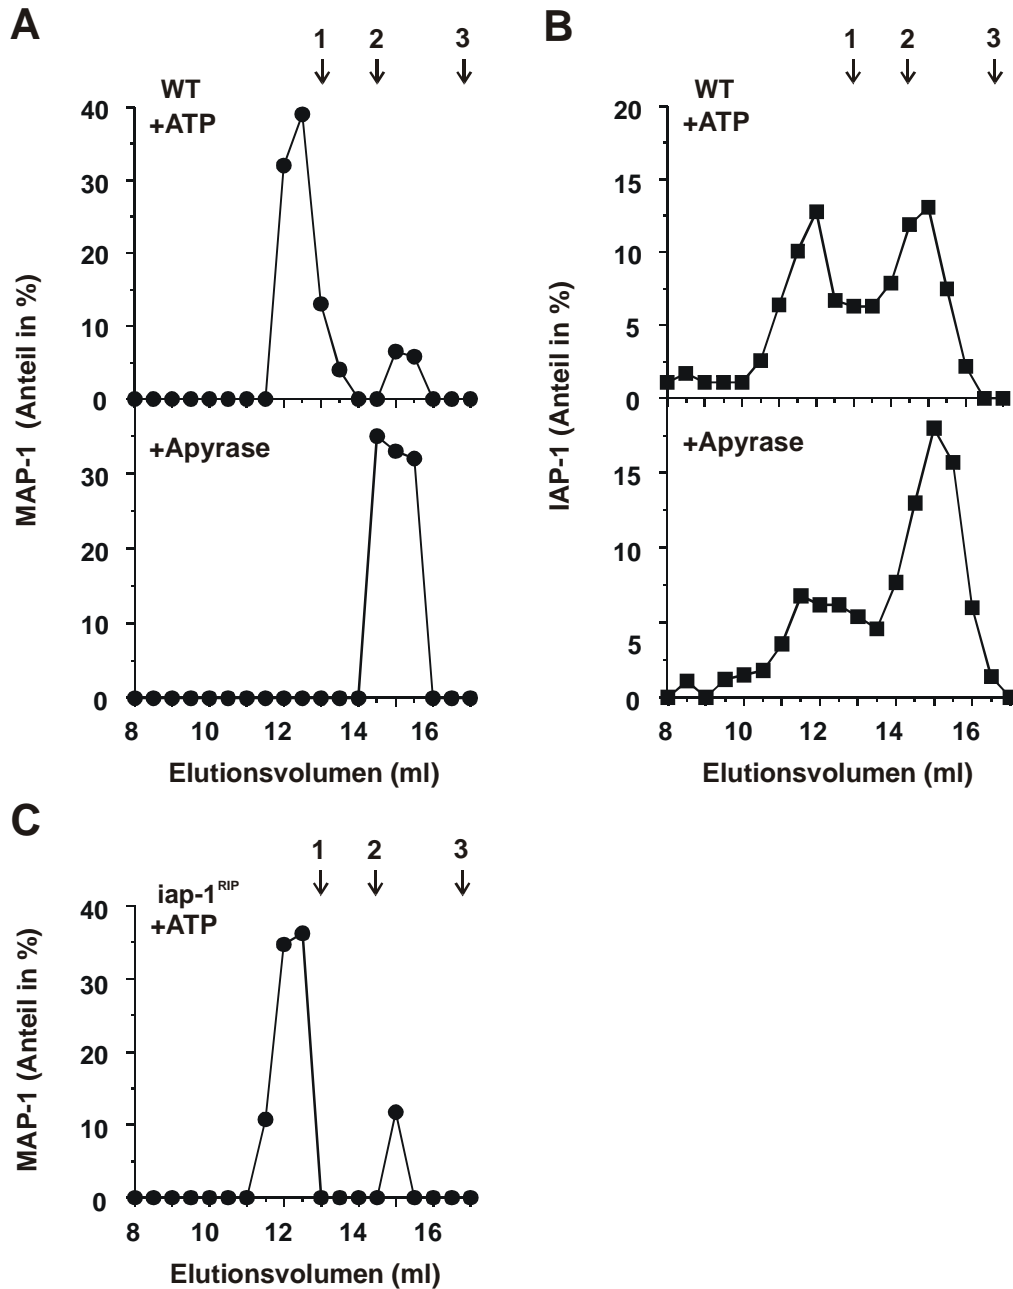 A
1 2 3
WT
+ATP
40
30
20
10
0
+Apyrase
30
20
10
0
MAP-1 (Anteil in %)
8 10 12 14 16
Elutionsvolumen (ml)
B
1 2 3
WT
+ATP
20
15
10
5
0
+Apyrase
15
10
5
0
IAP-1 (Anteil in %)
8 10 12 14 16
Elutionsvolumen (ml)
C
1 2 3
iap-1RIP
+ATP
40
30
20
10
0
MAP-1 (Anteil in %)
8 10 12 14 16
Elutionsvolumen (ml)